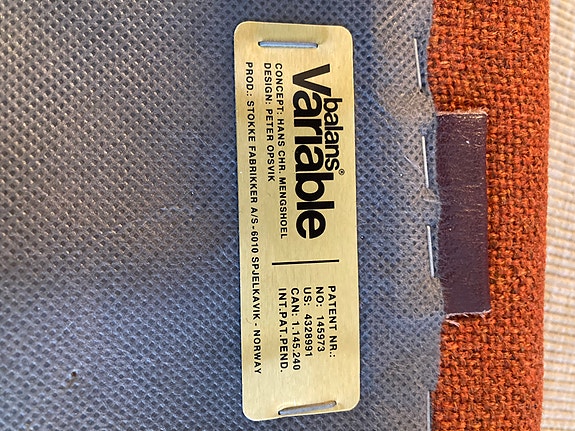 balans®
Variable
CONCEPT: HANS CHR. MENGSHOEL
DESIGN: PETER OPSVIK
PROD.: STOKKE FABRIKKER A/S - 6010 SPJELKAVIK - NORWAY
PATENT NR.:
NO: 145973
US: 4328991
CAN: 1.145.240
INT.PAT.PEND.